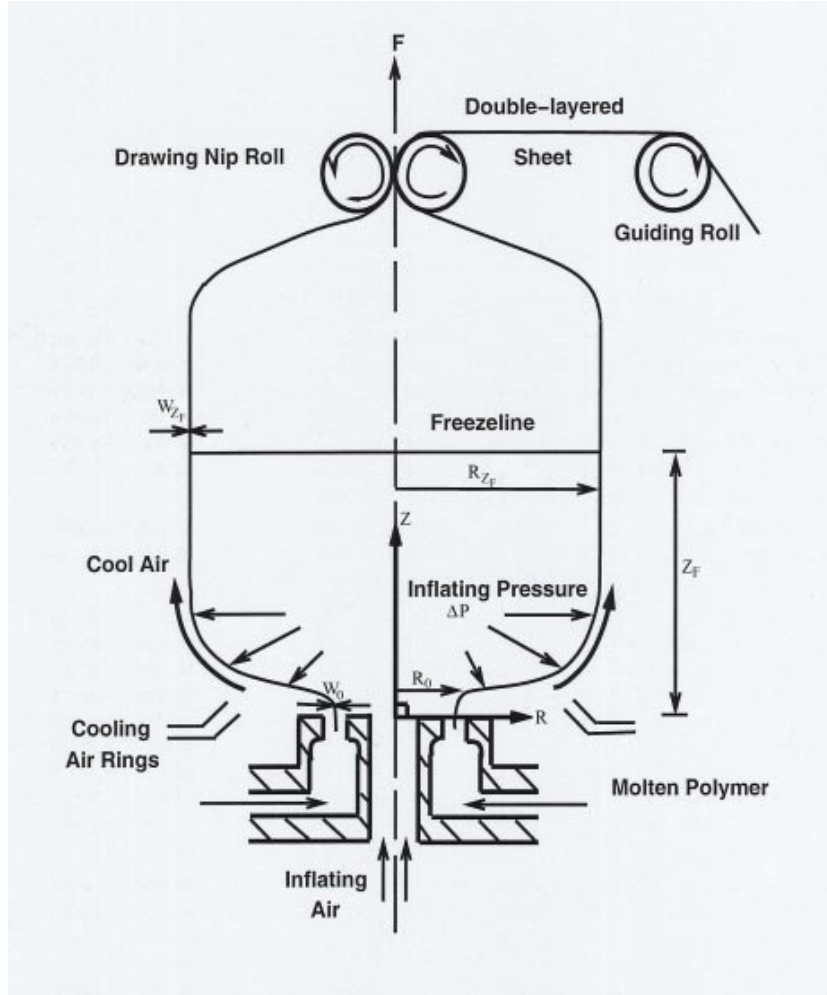 F
Double–layered
Drawing Nip Roll
Sheet
Guiding Roll
W_{Z_F}
Freezeline
R_{Z_F}
Z
Cool Air
Z_F
Inflating Pressure
ΔP
R_0
W_0
R
Cooling
Air Rings
Molten Polymer
Inflating
Air